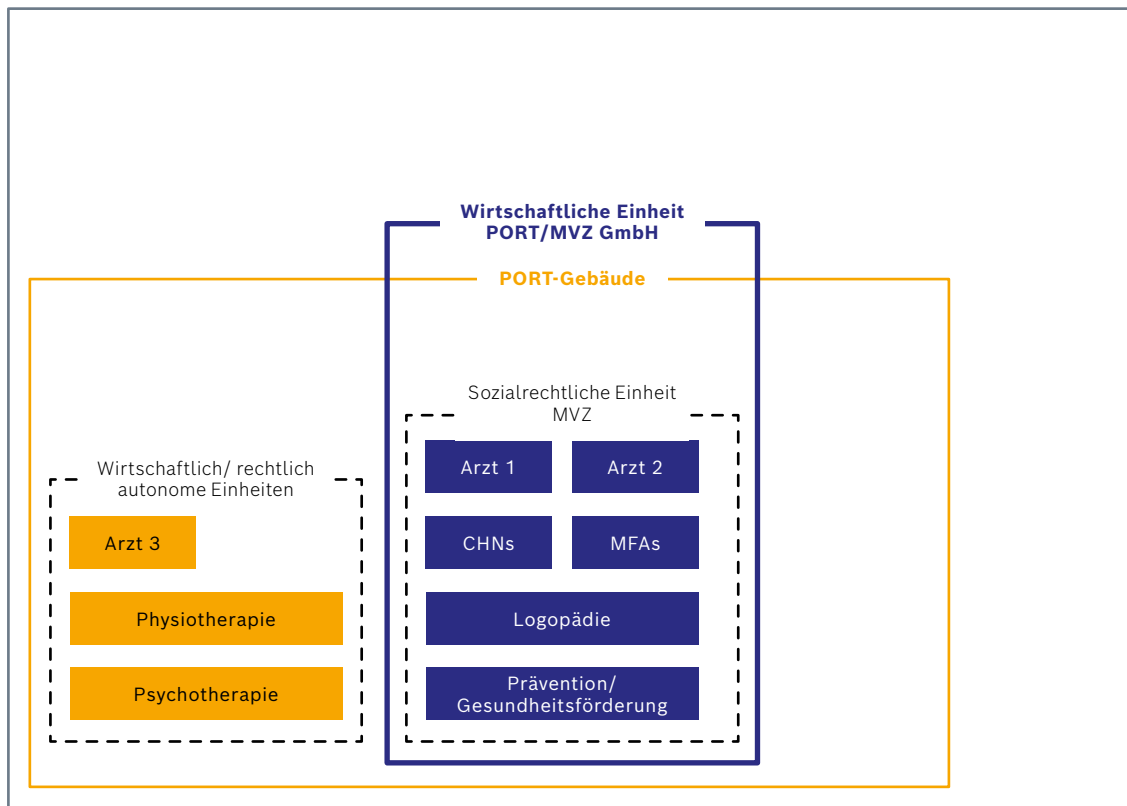 Wirtschaftliche Einheit
PORT/MVZ GmbH
PORT-Gebäude
Sozialrechtliche Einheit
MVZ
Wirtschaftlich/ rechtlich
autonome Einheiten
Arzt 1
Arzt 2
Arzt 3
CHNs
MFAs
Physiotherapie
Logopädie
Psychotherapie
Prävention/
Gesundheitsförderung